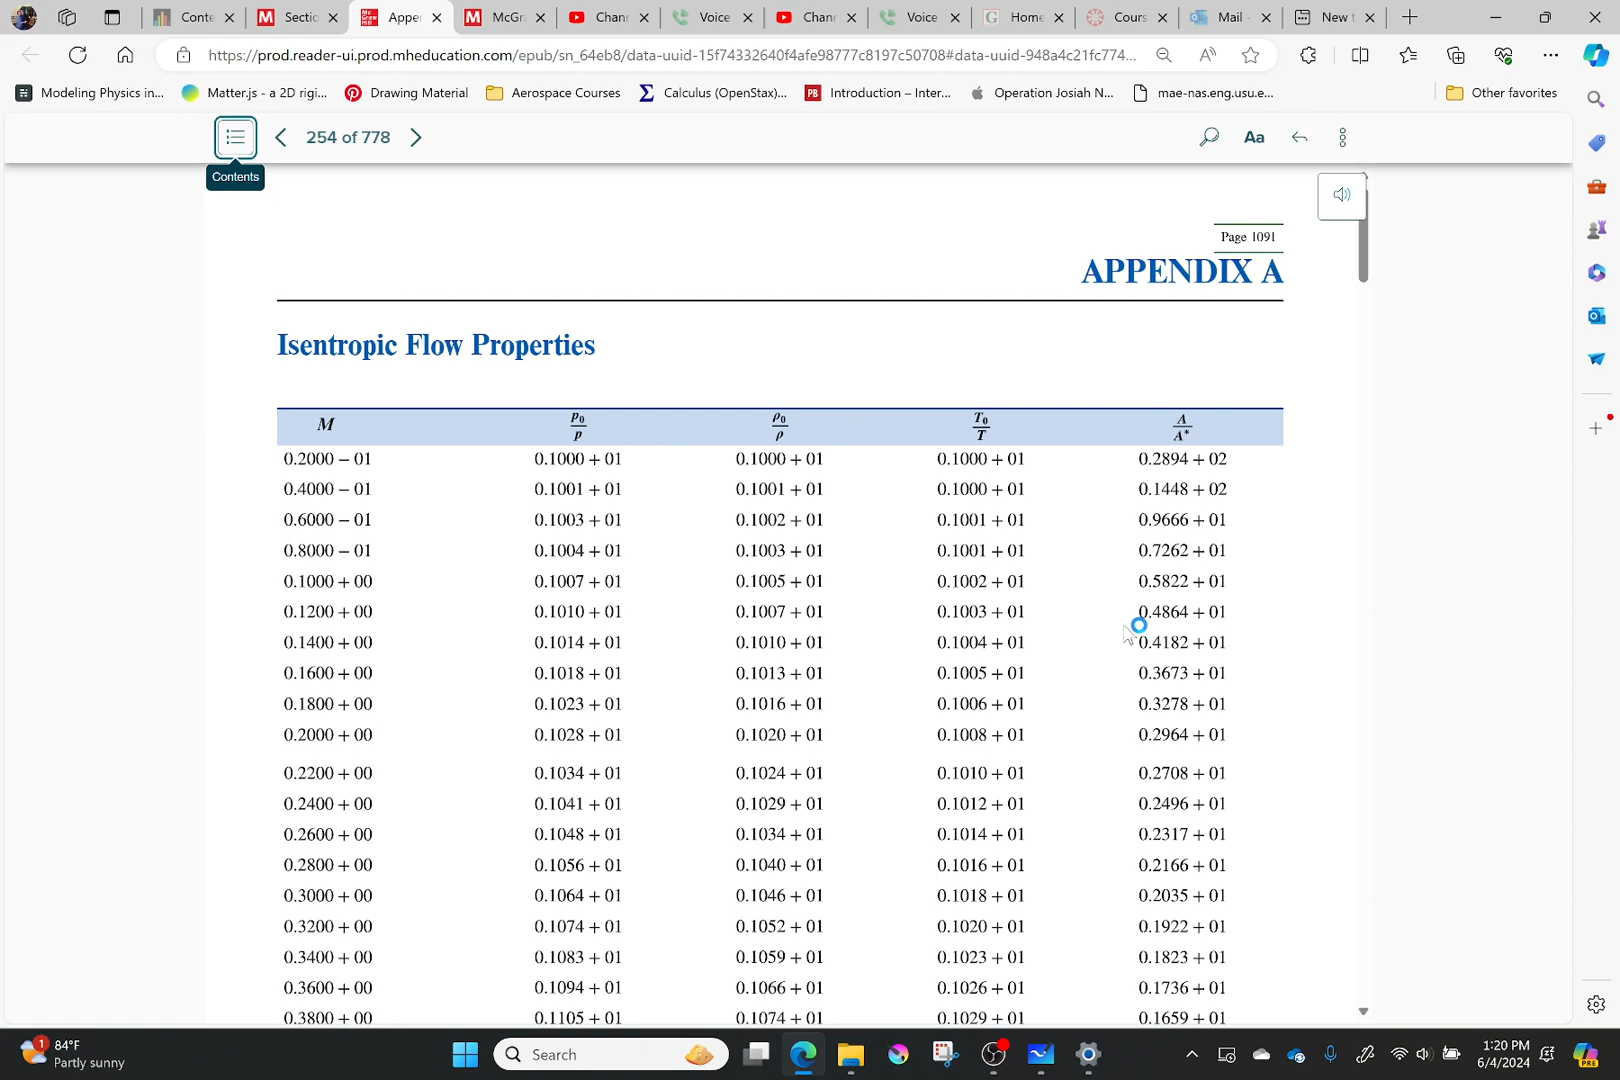 Conte Sectio Apper McGra Chann Voice Chann Voice Home Cours Mail - New t
https://prod.reader-ui.prod.mheducation.com/epub/sn_64eb8/data-uuid-15f74332640f4afe98777c8197c50708#data-uuid-948a4c21fc774...
Modeling Physics in... Matter.js - a 2D rigi... Drawing Material Aerospace Courses Calculus (OpenStax)... Introduction – Inter... Operation Josiah N... mae-nas.eng.usu.e... Other favorites
254 of 778 Aa
Contents
Page 1091
APPENDIX A
Isentropic Flow Properties
M p₀/p ρ₀/ρ T₀/T A/A*
0.2000 − 01 0.1000 + 01 0.1000 + 01 0.1000 + 01 0.2894 + 02
0.4000 − 01 0.1001 + 01 0.1001 + 01 0.1000 + 01 0.1448 + 02
0.6000 − 01 0.1003 + 01 0.1002 + 01 0.1001 + 01 0.9666 + 01
0.8000 − 01 0.1004 + 01 0.1003 + 01 0.1001 + 01 0.7262 + 01
0.1000 + 00 0.1007 + 01 0.1005 + 01 0.1002 + 01 0.5822 + 01
0.1200 + 00 0.1010 + 01 0.1007 + 01 0.1003 + 01 0.4864 + 01
0.1400 + 00 0.1014 + 01 0.1010 + 01 0.1004 + 01 0.4182 + 01
0.1600 + 00 0.1018 + 01 0.1013 + 01 0.1005 + 01 0.3673 + 01
0.1800 + 00 0.1023 + 01 0.1016 + 01 0.1006 + 01 0.3278 + 01
0.2000 + 00 0.1028 + 01 0.1020 + 01 0.1008 + 01 0.2964 + 01
0.2200 + 00 0.1034 + 01 0.1024 + 01 0.1010 + 01 0.2708 + 01
0.2400 + 00 0.1041 + 01 0.1029 + 01 0.1012 + 01 0.2496 + 01
0.2600 + 00 0.1048 + 01 0.1034 + 01 0.1014 + 01 0.2317 + 01
0.2800 + 00 0.1056 + 01 0.1040 + 01 0.1016 + 01 0.2166 + 01
0.3000 + 00 0.1064 + 01 0.1046 + 01 0.1018 + 01 0.2035 + 01
0.3200 + 00 0.1074 + 01 0.1052 + 01 0.1020 + 01 0.1922 + 01
0.3400 + 00 0.1083 + 01 0.1059 + 01 0.1023 + 01 0.1823 + 01
0.3600 + 00 0.1094 + 01 0.1066 + 01 0.1026 + 01 0.1736 + 01
0.3800 + 00 0.1105 + 01 0.1074 + 01 0.1029 + 01 0.1659 + 01
84°F
Partly sunny
Search
1:20 PM
6/4/2024